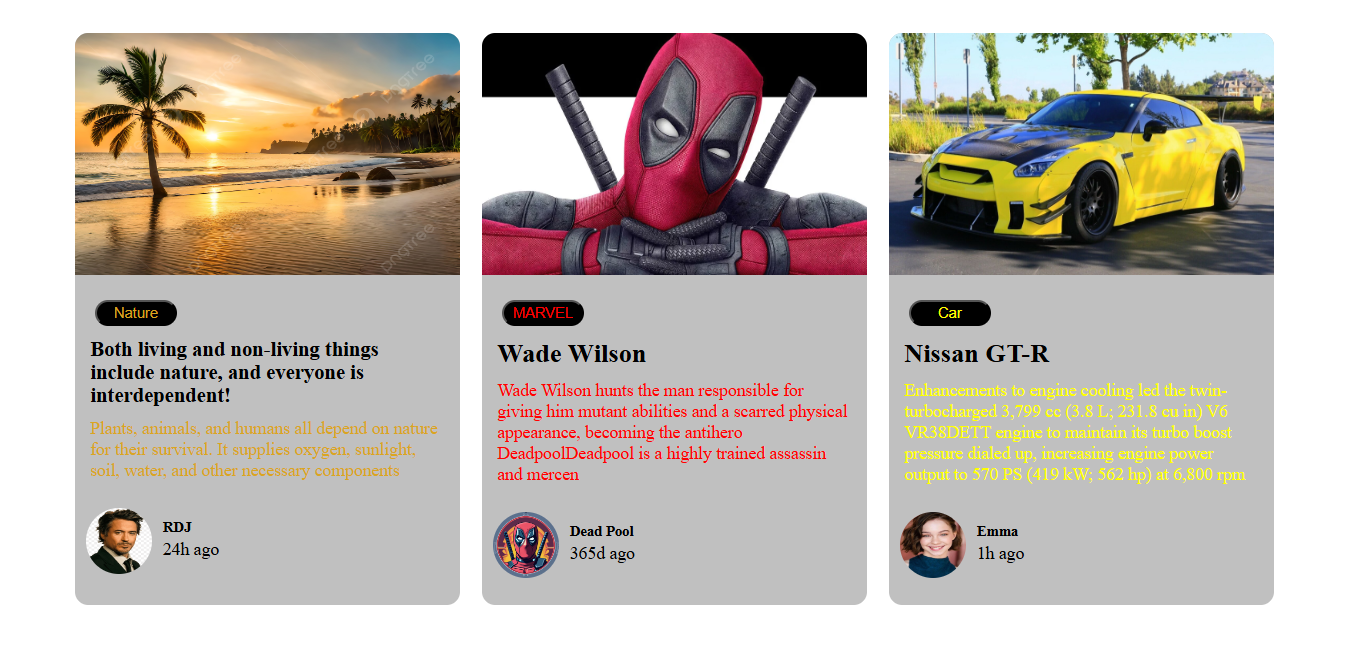 Nature
Both living and non-living things
include nature, and everyone is
interdependent!
Plants, animals, and humans all depend on nature
for their survival. It supplies oxygen, sunlight,
soil, water, and other necessary components
RDJ
24h ago
MARVEL
Wade Wilson
Wade Wilson hunts the man responsible for
giving him mutant abilities and a scarred physical
appearance, becoming the antihero
DeadpoolDeadpool is a highly trained assassin
and mercen
Dead Pool
365d ago
Car
Nissan GT-R
Enhancements to engine cooling led the twin-
turbocharged 3,799 cc (3.8 L; 231.8 cu in) V6
VR38DETT engine to maintain its turbo boost
pressure dialed up, increasing engine power
output to 570 PS (419 kW; 562 hp) at 6,800 rpm
Emma
1h ago
pngtree
pngtree